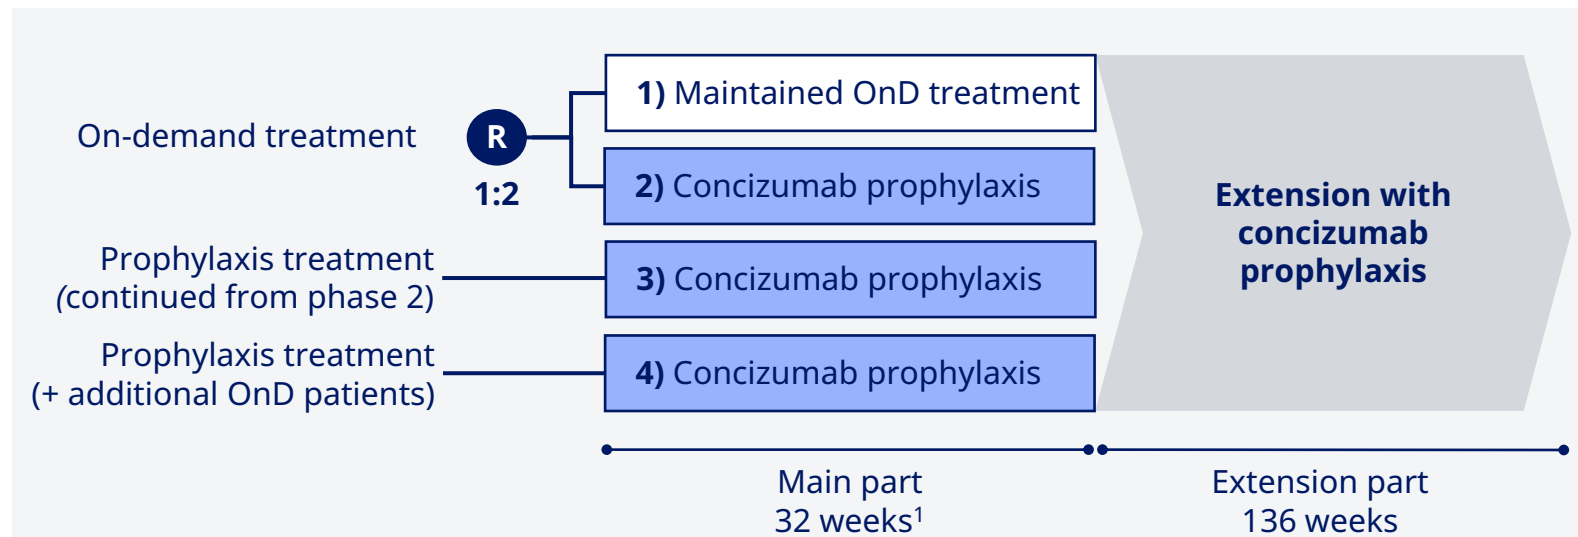 On-demand treatment
R
1:2
1) Maintained OnD treatment
2) Concizumab prophylaxis
Prophylaxis treatment
(continued from phase 2)
3) Concizumab prophylaxis
Prophylaxis treatment
(+ additional OnD patients)
4) Concizumab prophylaxis
Extension with
concizumab
prophylaxis
Main part
32 weeks¹
Extension part
136 weeks